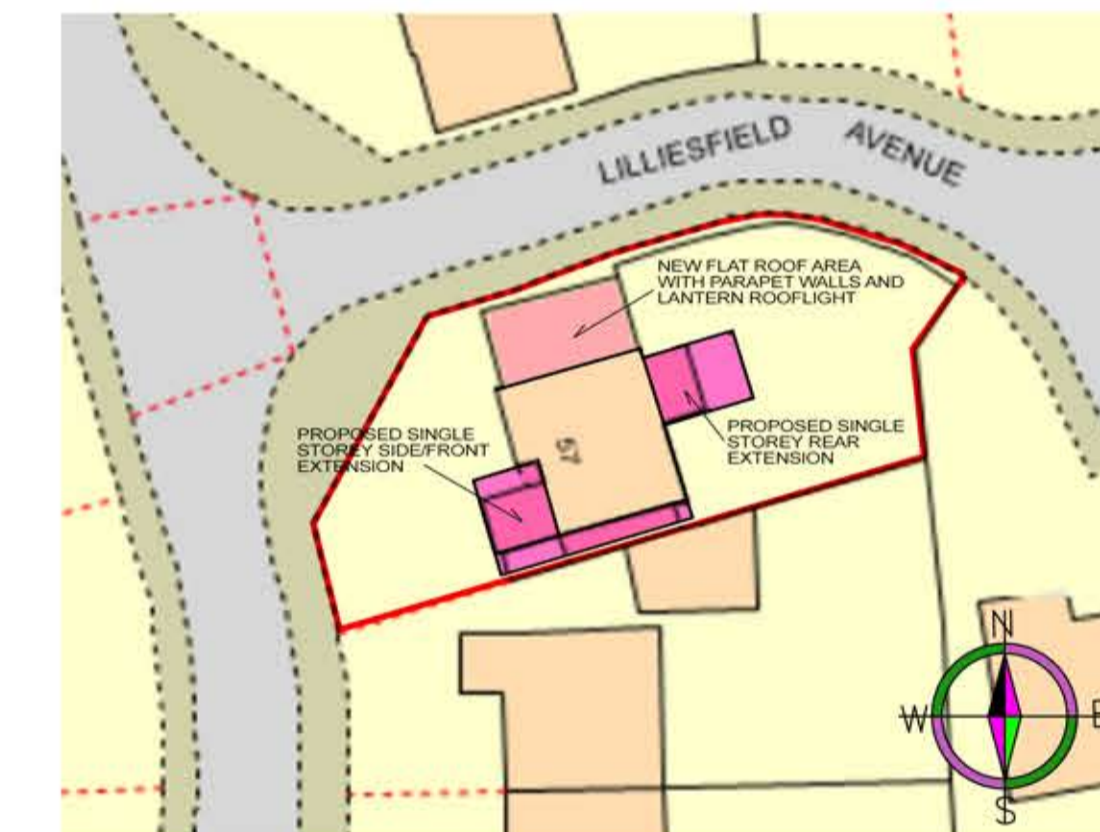 LILLIESFIELD AVENUE
NEW FLAT ROOF AREA
WITH PARAPET WALLS AND
LANTERN ROOFLIGHT
PROPOSED SINGLE
STOREY REAR
EXTENSION
PROPOSED SINGLE
STOREY SIDE/FRONT
EXTENSION
57
N
W E
S